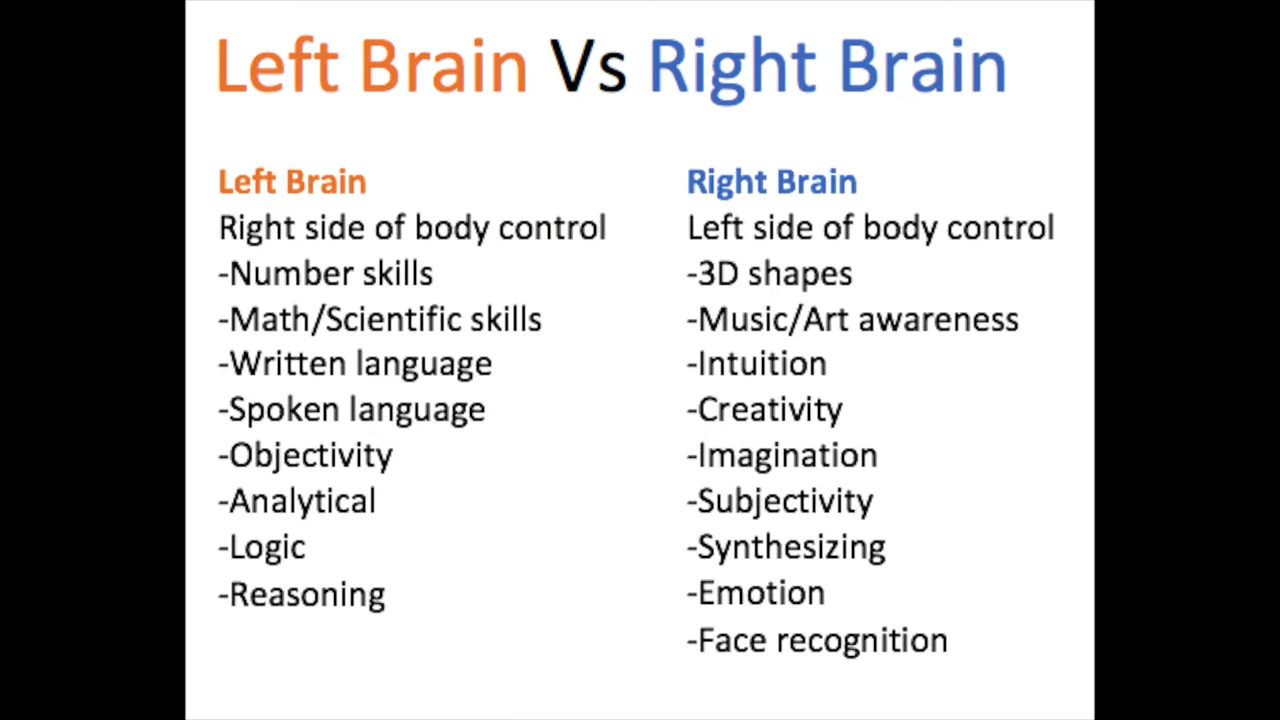 Left Brain Vs Right Brain
Left Brain
Right side of body control
-Number skills
-Math/Scientific skills
-Written language
-Spoken language
-Objectivity
-Analytical
-Logic
-Reasoning
Right Brain
Left side of body control
-3D shapes
-Music/Art awareness
-Intuition
-Creativity
-Imagination
-Subjectivity
-Synthesizing
-Emotion
-Face recognition